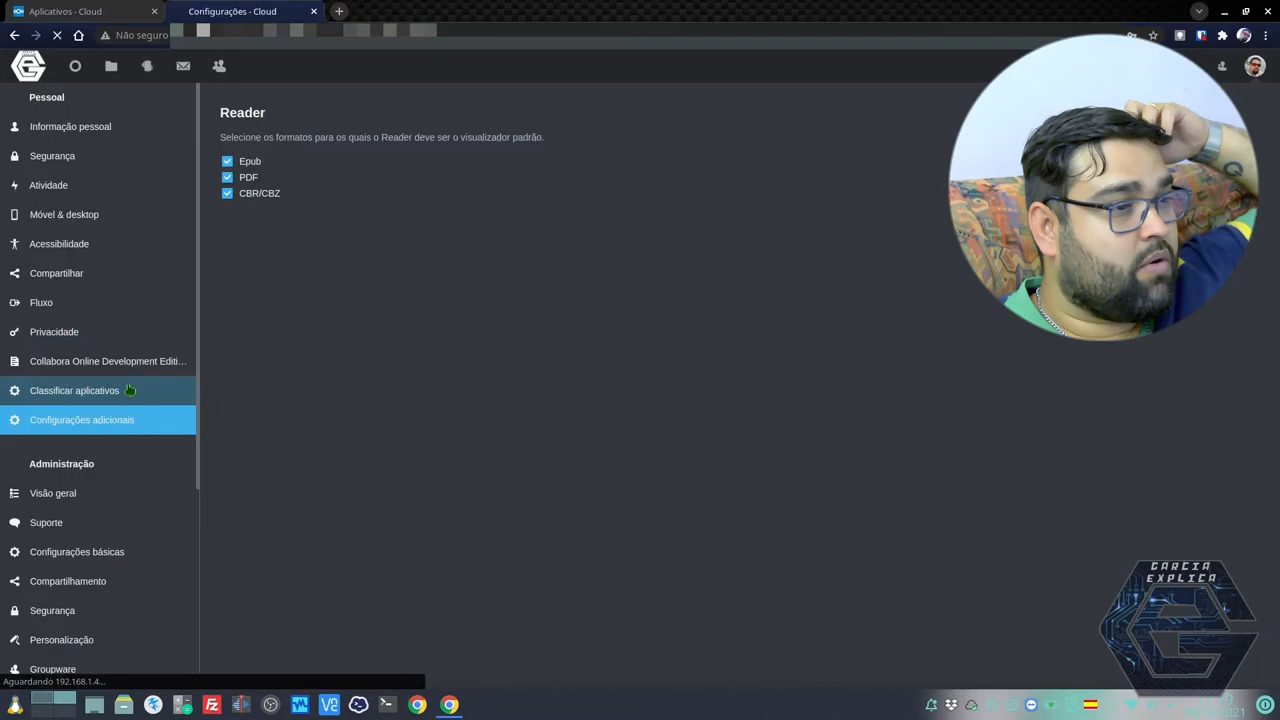 Aplicativos - Cloud
Configurações - Cloud
Não seguro
Pessoal
Informação pessoal
Segurança
Atividade
Móvel & desktop
Acessibilidade
Compartilhar
Fluxo
Privacidade
Collabora Online Development Editi...
Classificar aplicativos
Configurações adicionais
Administração
Visão geral
Suporte
Configurações básicas
Compartilhamento
Segurança
Personalização
Groupware
Reader
Selecione os formatos para os quais o Reader deve ser o visualizador padrão.
Epub
PDF
CBR/CBZ
GARCIA
EXPLICA
Aguardando 192.168.1.4...